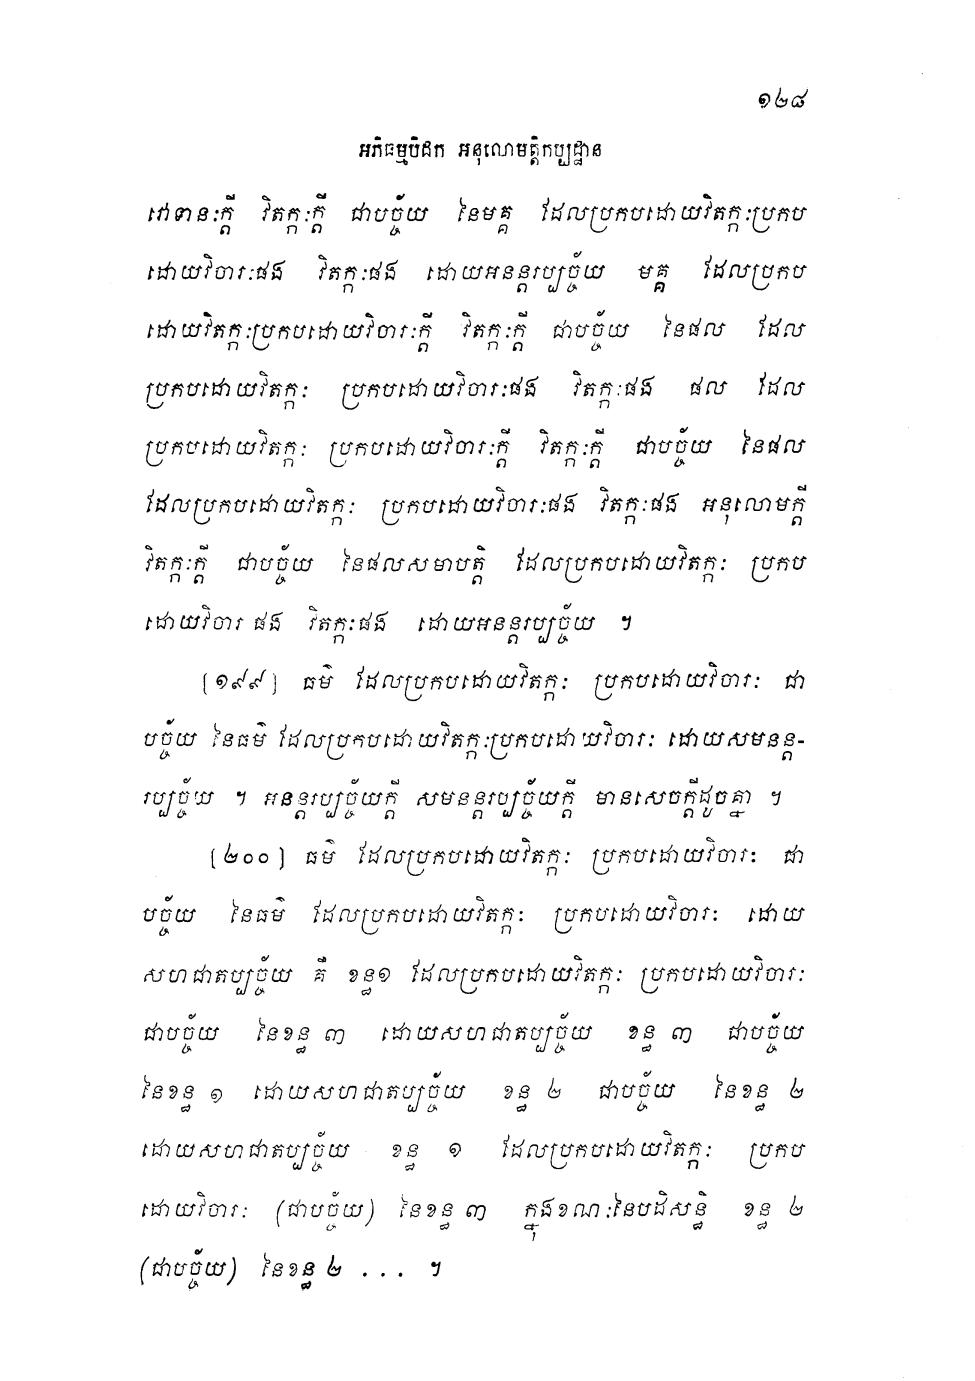 ១២៨
អភិធម្មបិដក អនុលោមត្តិកប្បដ្ឋាន
វោទាន:ក្តី វិតក្ក:ក្តី ជាបច្ច័យ នៃមគ្គ ដែលប្រកបដោយវិតក្ក:ប្រកប
ដោយវិចារ:ផង វិតក្ក:ផង ដោយអនន្តរប្បច្ច័យ មគ្គ ដែលប្រកប
ដោយវិតក្ក:ប្រកបដោយវិចារ:ក្តី វិតក្ក:ក្តី ជាបច្ច័យ នៃផល ដែល
ប្រកបដោយវិតក្ក: ប្រកបដោយវិចារ:ផង វិតក្ក:ផង ផល ដែល
ប្រកបដោយវិតក្ក: ប្រកបដោយវិចារ:ក្តី វិតក្ក:ក្តី ជាបច្ច័យ នៃផល
ដែលប្រកបដោយវិតក្ក: ប្រកបដោយវិចារ:ផង វិតក្ក:ផង អនុលោមក្តី
វិតក្ក:ក្តី ជាបច្ច័យ នៃផលសមាបត្តិ ដែលប្រកបដោយវិតក្ក: ប្រកប
ដោយវិចារ ផង វិតក្ក:ផង ដោយអនន្តរប្បច្ច័យ ។
[១៩៩] ធម៌ ដែលប្រកបដោយវិតក្ក: ប្រកបដោយវិចារ: ជា
បច្ច័យ នៃធម៌ ដែលប្រកបដោយវិតក្ក:ប្រកបដោយវិចារ: ដោយសមនន្ត-
រប្បច្ច័យ ។ អនន្តរប្បច្ច័យក្តី សមនន្តរប្បច្ច័យក្តី មានសេចក្តីដូចគ្នា ។
[២០០] ធម៌ ដែលប្រកបដោយវិតក្ក: ប្រកបដោយវិចារ: ជា
បច្ច័យ នៃធម៌ ដែលប្រកបដោយវិតក្ក: ប្រកបដោយវិចារ: ដោយ
សហជាតប្បច្ច័យ គឺ ខន្ធ១ ដែលប្រកបដោយវិតក្ក: ប្រកបដោយវិចារ:
ជាបច្ច័យ នៃខន្ធ ៣ ដោយសហជាតប្បច្ច័យ ខន្ធ ៣ ជាបច្ច័យ
នៃខន្ធ ១ ដោយសហជាតប្បច្ច័យ ខន្ធ ២ ជាបច្ច័យ នៃខន្ធ ២
ដោយសហជាតប្បច្ច័យ ខន្ធ ១ ដែលប្រកបដោយវិតក្ក: ប្រកប
ដោយវិចារ: (ជាបច្ច័យ) នៃខន្ធ ៣ ក្នុងខណ:នៃបដិសន្ធិ ខន្ធ ២
(ជាបច្ច័យ) នៃខន្ធ ២ ... ។